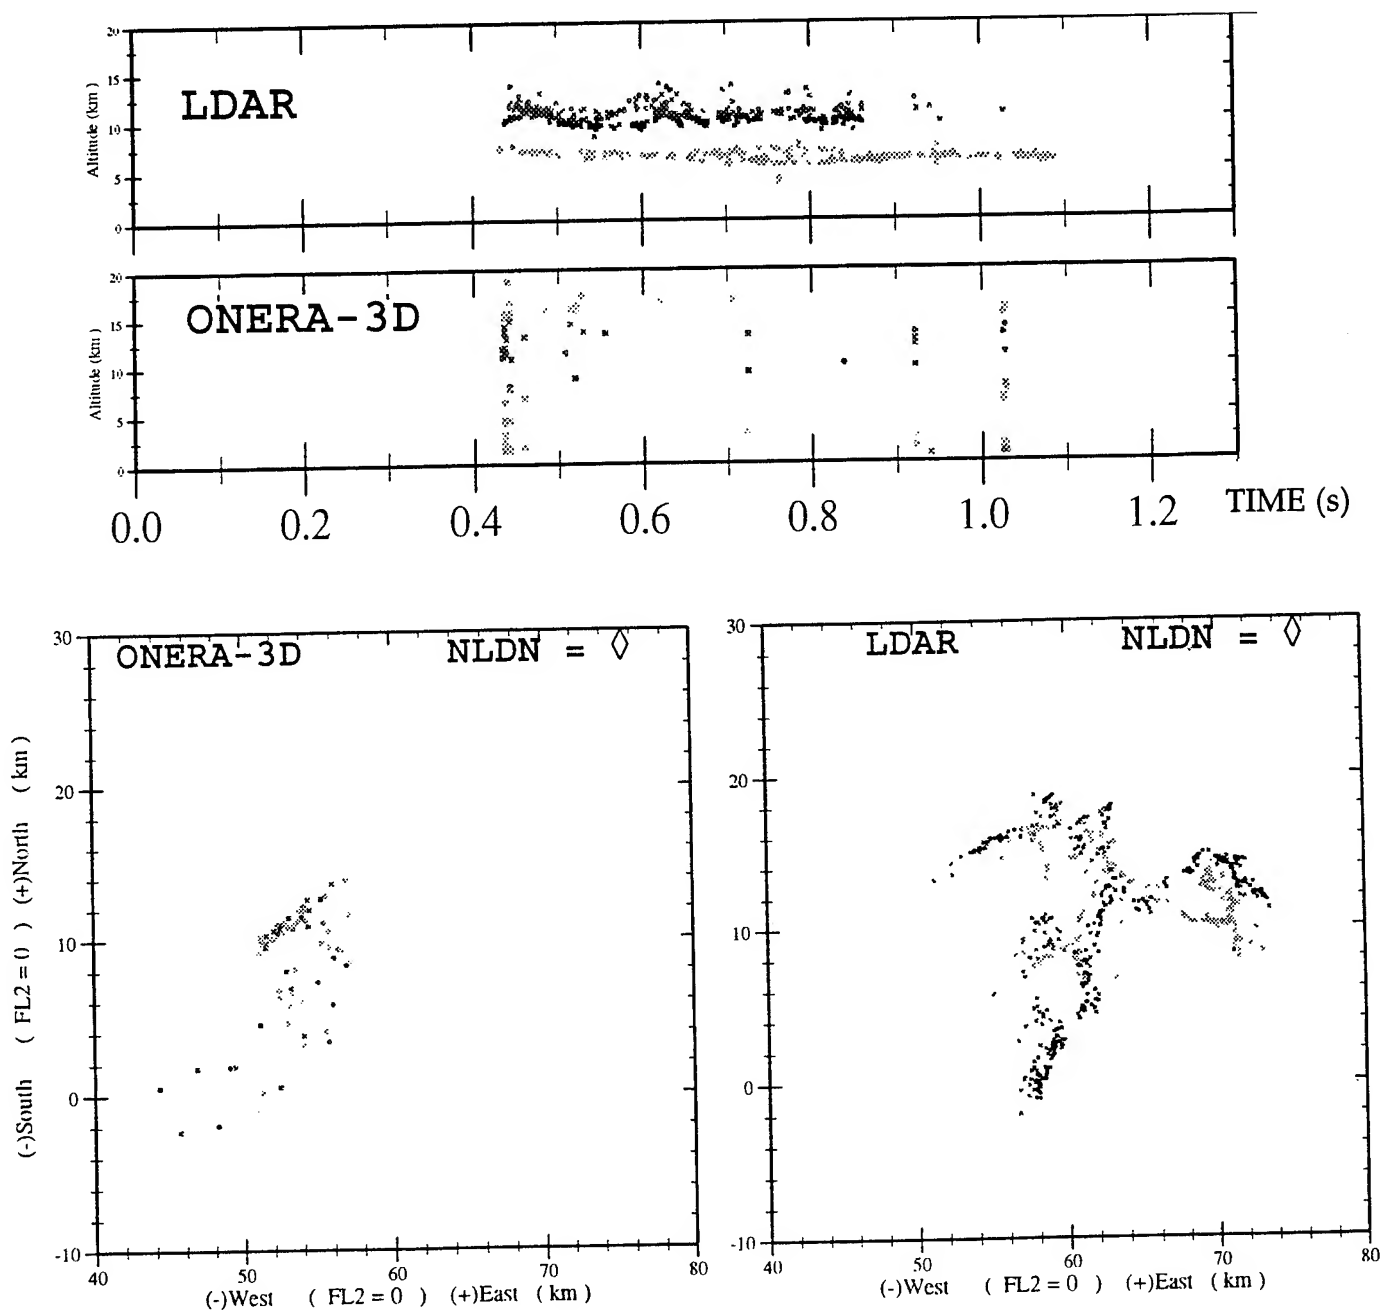 20
15
10
5
0
Altitude (km)
LDAR
20
15
10
5
0
Altitude (km)
ONERA-3D
0.0 0.2 0.4 0.6 0.8 1.0 1.2 TIME (s)
30
20
10
0
-10
(-)South ( FL2 = 0 ) (+)North ( km )
ONERA-3D NLDN = ◊
40 50 60 70 80
(-)West ( FL2 = 0 ) (+)East ( km )
30
20
10
0
-10
LDAR NLDN = ◊
50 60 70 80
(-)West ( FL2 = 0 ) (+)East ( km )